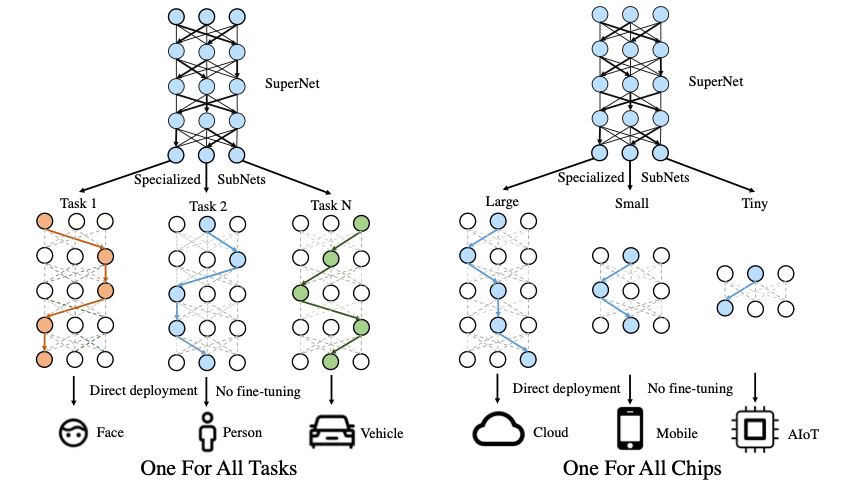 SuperNet
Specialized SubNets
Task 1
Task 2
Task N
Direct deployment No fine-tuning
Face
Person
Vehicle
One For All Tasks
SuperNet
Specialized SubNets
Large
Small
Tiny
Direct deployment No fine-tuning
Cloud
Mobile
AIoT
One For All Chips